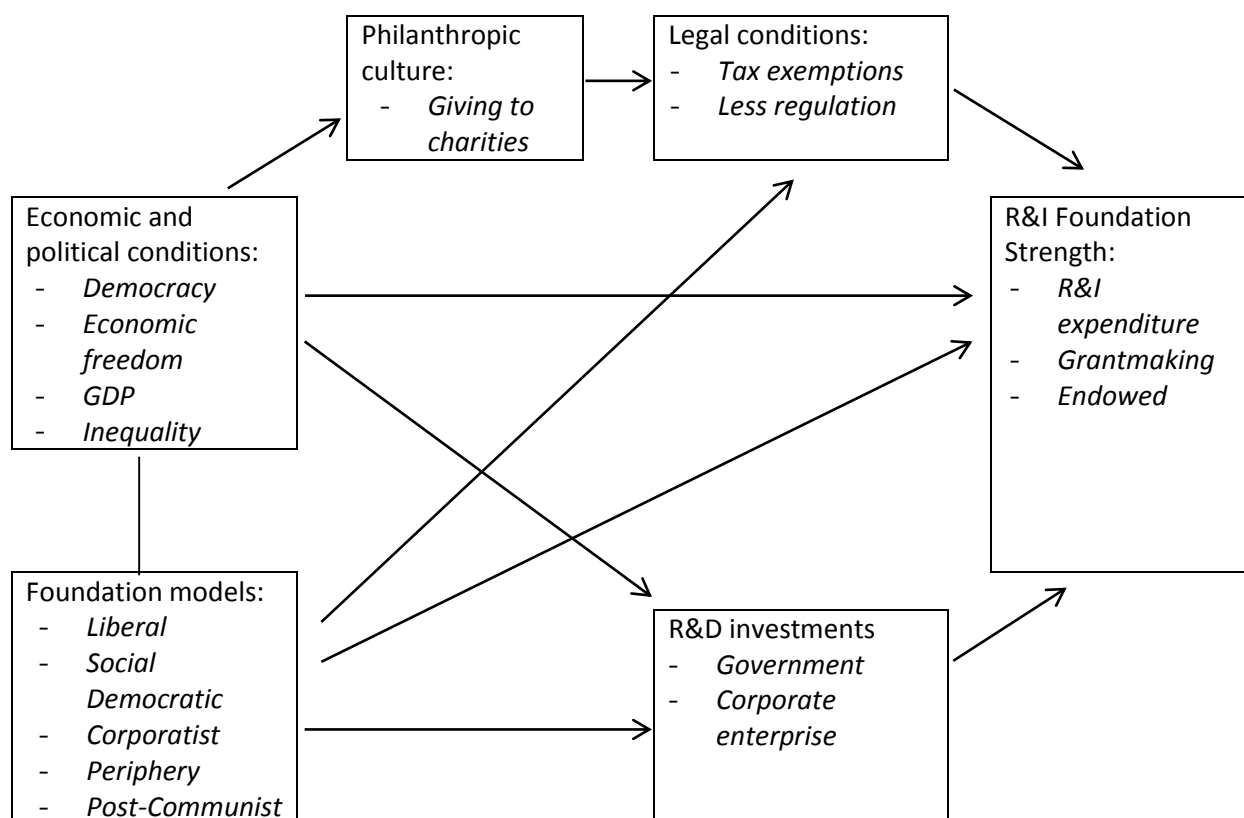 Philanthropic
culture:
- Giving to
charities
Legal conditions:
- Tax exemptions
- Less regulation
Economic and
political conditions:
- Democracy
- Economic
freedom
- GDP
- Inequality
R&I Foundation
Strength:
- R&I
expenditure
- Grantmaking
- Endowed
Foundation models:
- Liberal
- Social
Democratic
- Corporatist
- Periphery
- Post-Communist
R&D investments
- Government
- Corporate
enterprise